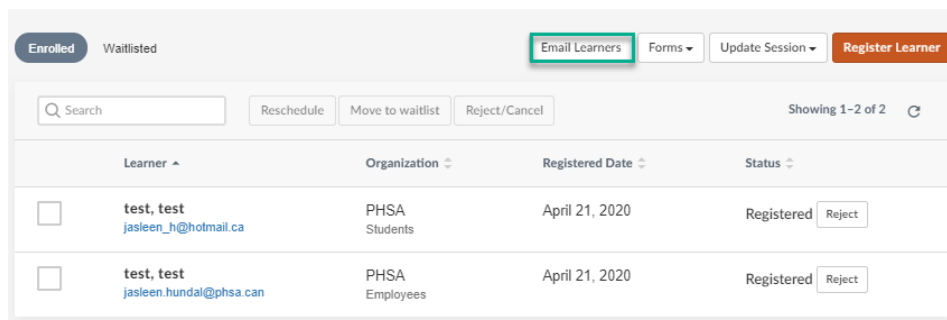 Enrolled Waitlisted Email Learners Forms Update Session Register Learner
Search Reschedule Move to waitlist Reject/Cancel Showing 1–2 of 2
Learner Organization Registered Date Status
test, test PHSA April 21, 2020 Registered Reject
jasleen_h@hotmail.ca Students
test, test PHSA April 21, 2020 Registered Reject
jasleen.hundal@phsa.can Employees